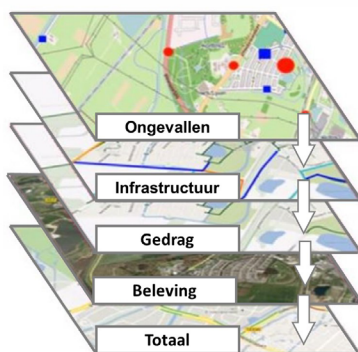 Ongevallen
Infrastructuur
Gedrag
Beleving
Totaal